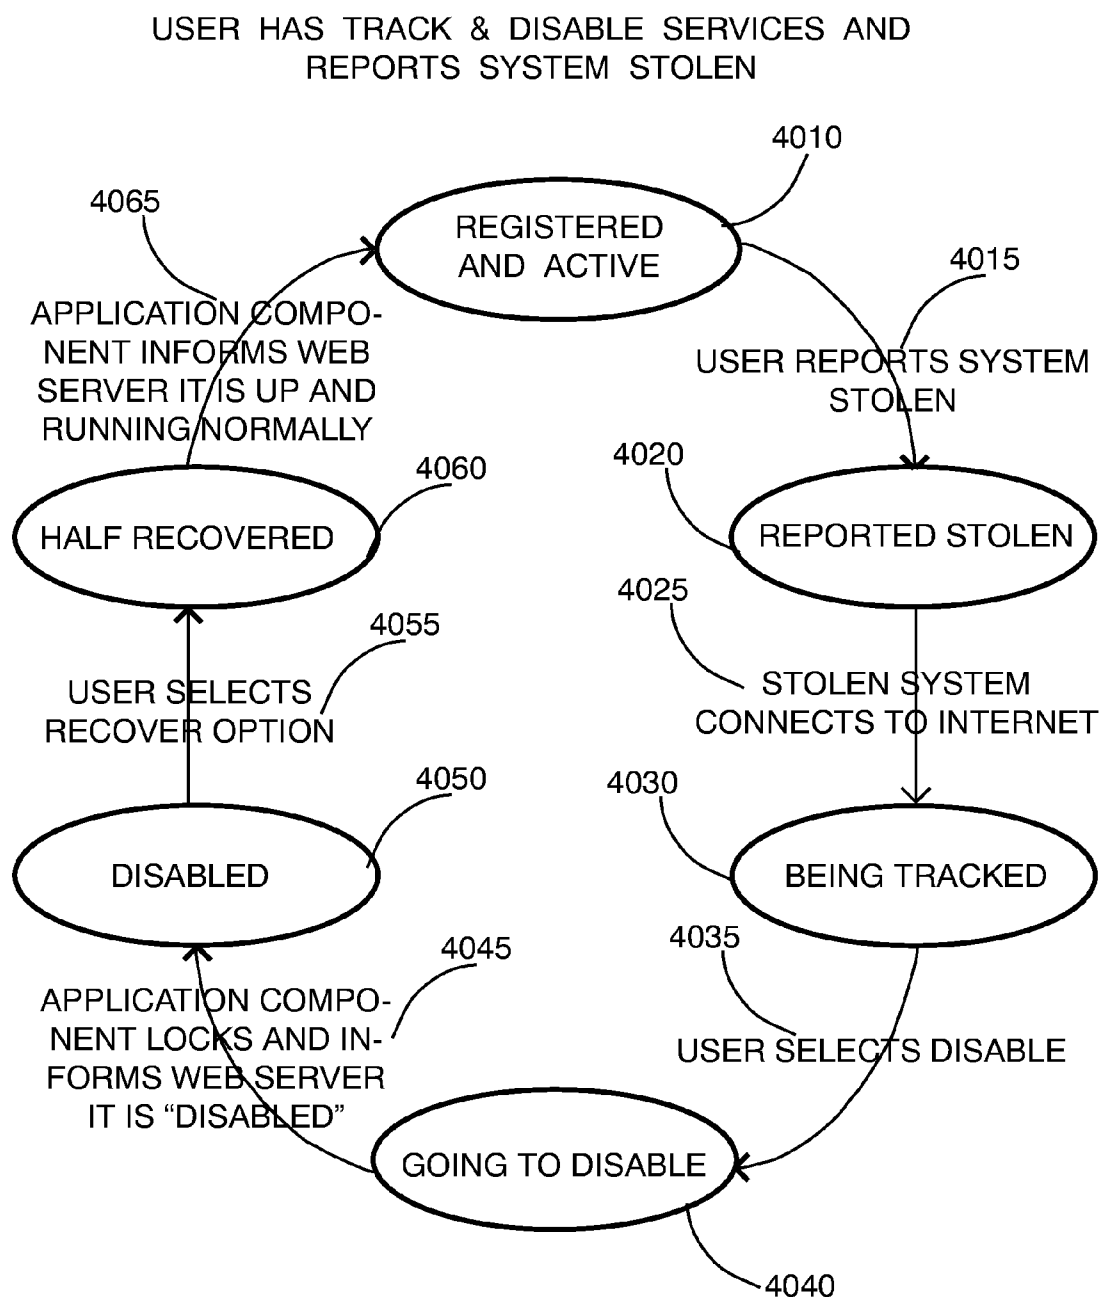 USER HAS TRACK & DISABLE SERVICES AND
REPORTS SYSTEM STOLEN
4010
REGISTERED
AND ACTIVE
4065
APPLICATION COMPO-
NENT INFORMS WEB
SERVER IT IS UP AND
RUNNING NORMALLY
4015
USER REPORTS SYSTEM
STOLEN
4060
HALF RECOVERED
4020
REPORTED STOLEN
4055
USER SELECTS
RECOVER OPTION
4025
STOLEN SYSTEM
CONNECTS TO INTERNET
4050
DISABLED
4030
BEING TRACKED
4045
APPLICATION COMPO-
NENT LOCKS AND IN-
FORMS WEB SERVER
IT IS “DISABLED”
4035
USER SELECTS DISABLE
GOING TO DISABLE
4040